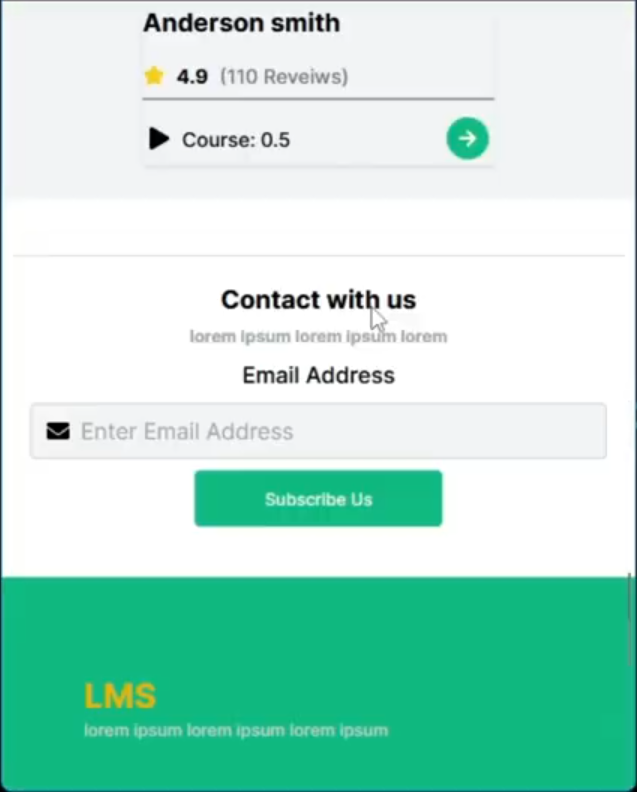 Anderson smith
4.9 (110 Reveiws)
Course: 0.5
Contact with us
lorem ipsum lorem ipsum lorem
Email Address
Enter Email Address
Subscribe Us
LMS
lorem ipsum lorem ipsum lorem ipsum